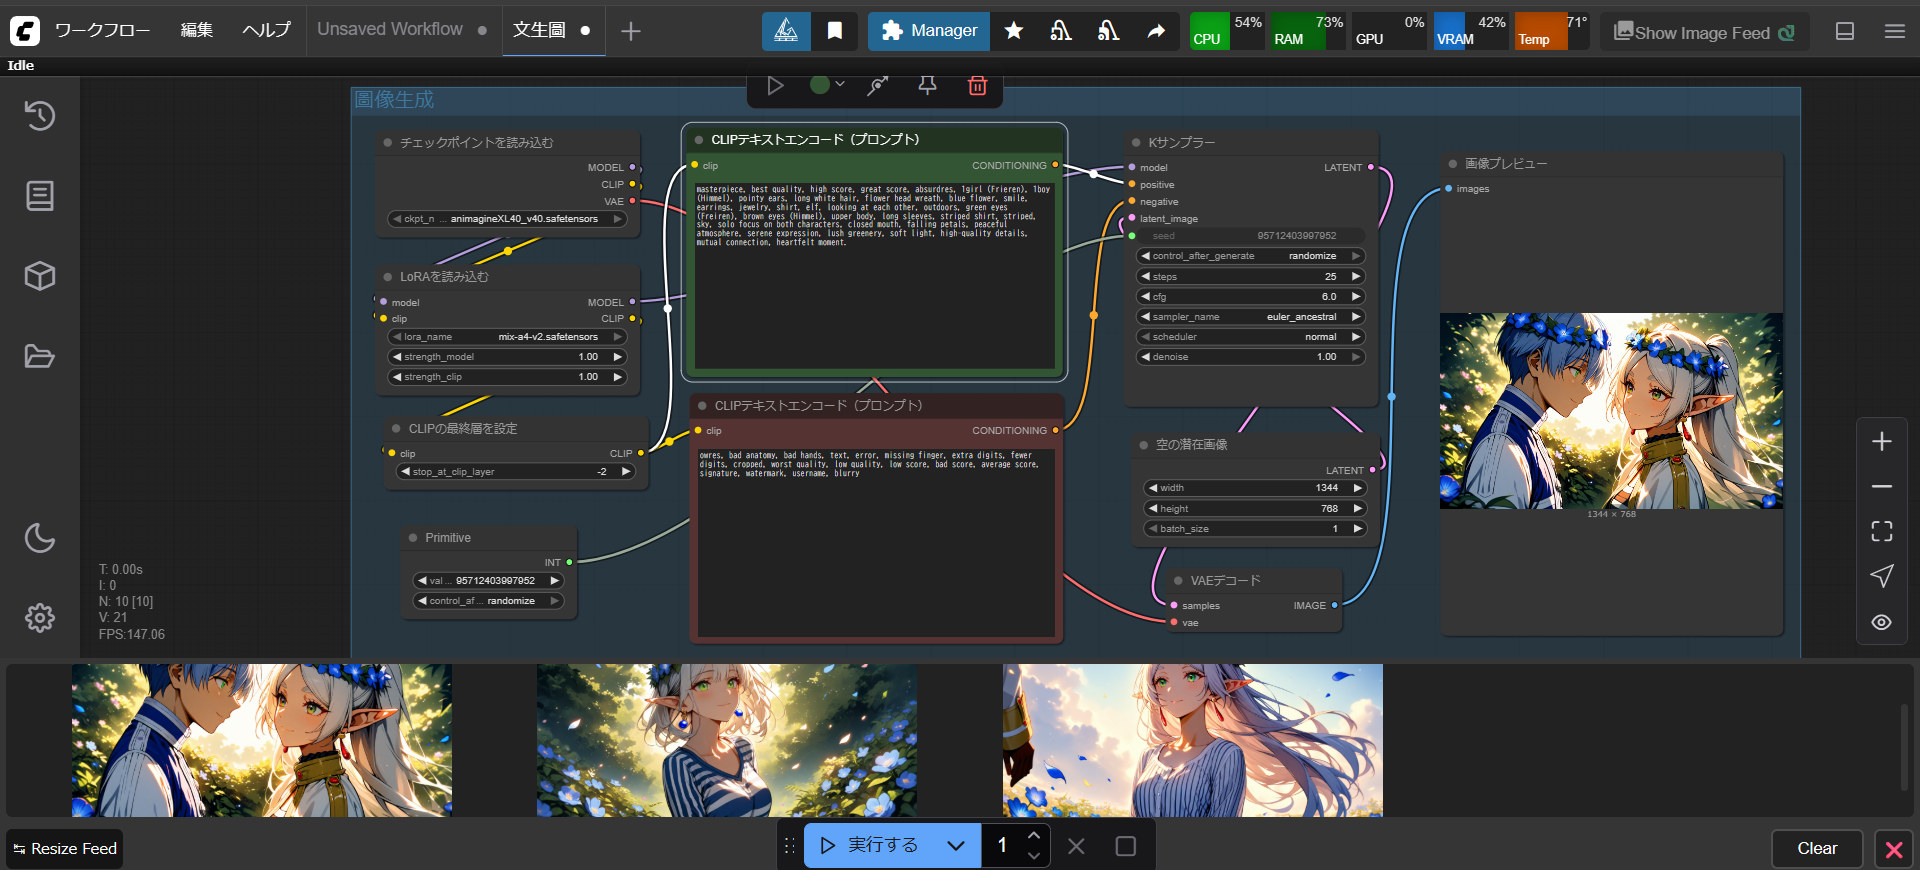 ワークフロー 編集 ヘルプ Unsaved Workflow 文生圖
Manager
54% CPU
73% RAM
0% GPU
42% VRAM
71° Temp
Show Image Feed
Idle
圖像生成
チェックポイントを読み込む
MODEL
CLIP
VAE
ckpt_n ... animagineXL40_v40.safetensors
LoRAを読み込む
model MODEL
clip CLIP
lora_name mix-a4-v2.safetensors
strength_model 1.00
strength_clip 1.00
CLIPの最終層を設定
clip CLIP
stop_at_clip_layer -2
Primitive
INT
val ... 95712403997952
control_af ... randomize
T: 0.00s
I: 0
N: 10 [10]
V: 21
FPS:147.06
CLIPテキストエンコード（プロンプト）
clip CONDITIONING
masterpiece, best quality, high score, great score, absurdres, 1girl (Frieren), 1boy
(Himmel), pointy ears, long white hair, flower head wreath, blue flower, smile,
earrings, jewelry, shirt, elf, looking at each other, outdoors, green eyes
(Freiren), brown eyes (Himmel), upper body, long sleeves, striped shirt, striped,
sky, solo focus on both characters, closed mouth, falling petals, peaceful
atmosphere, serene expression, lush greenery, soft light, high-quality details,
mutual connection, heartfelt moment.
CLIPテキストエンコード（プロンプト）
clip CONDITIONING
owres, bad anatomy, bad hands, text, error, missing finger, extra digits, fewer
digits, cropped, worst quality, low quality, low score, bad score, average score,
signature, watermark, username, blurry
Kサンプラー
model LATENT
positive
negative
latent_image
seed 95712403997952
control_after_generate randomize
steps 25
cfg 6.0
sampler_name euler_ancestral
scheduler normal
denoise 1.00
空の潜在画像
LATENT
width 1344
height 768
batch_size 1
VAEデコード
samples IMAGE
vae
画像プレビュー
images
1344 × 768
Resize Feed
実行する 1
Clear